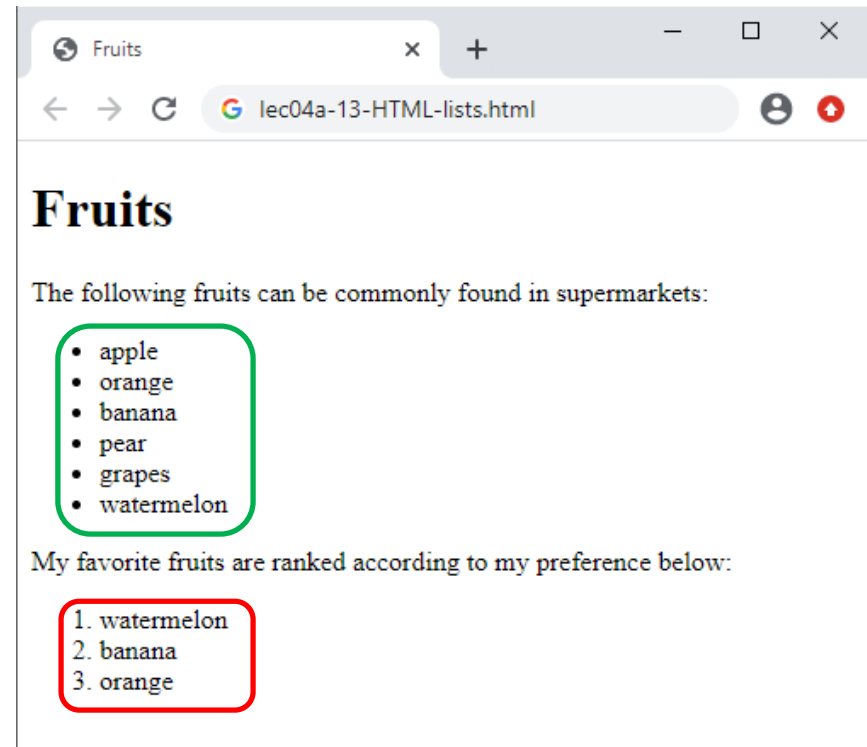 Fruits
lec04a-13-HTML-lists.html
Fruits
The following fruits can be commonly found in supermarkets:
• apple
• orange
• banana
• pear
• grapes
• watermelon
My favorite fruits are ranked according to my preference below:
1. watermelon
2. banana
3. orange